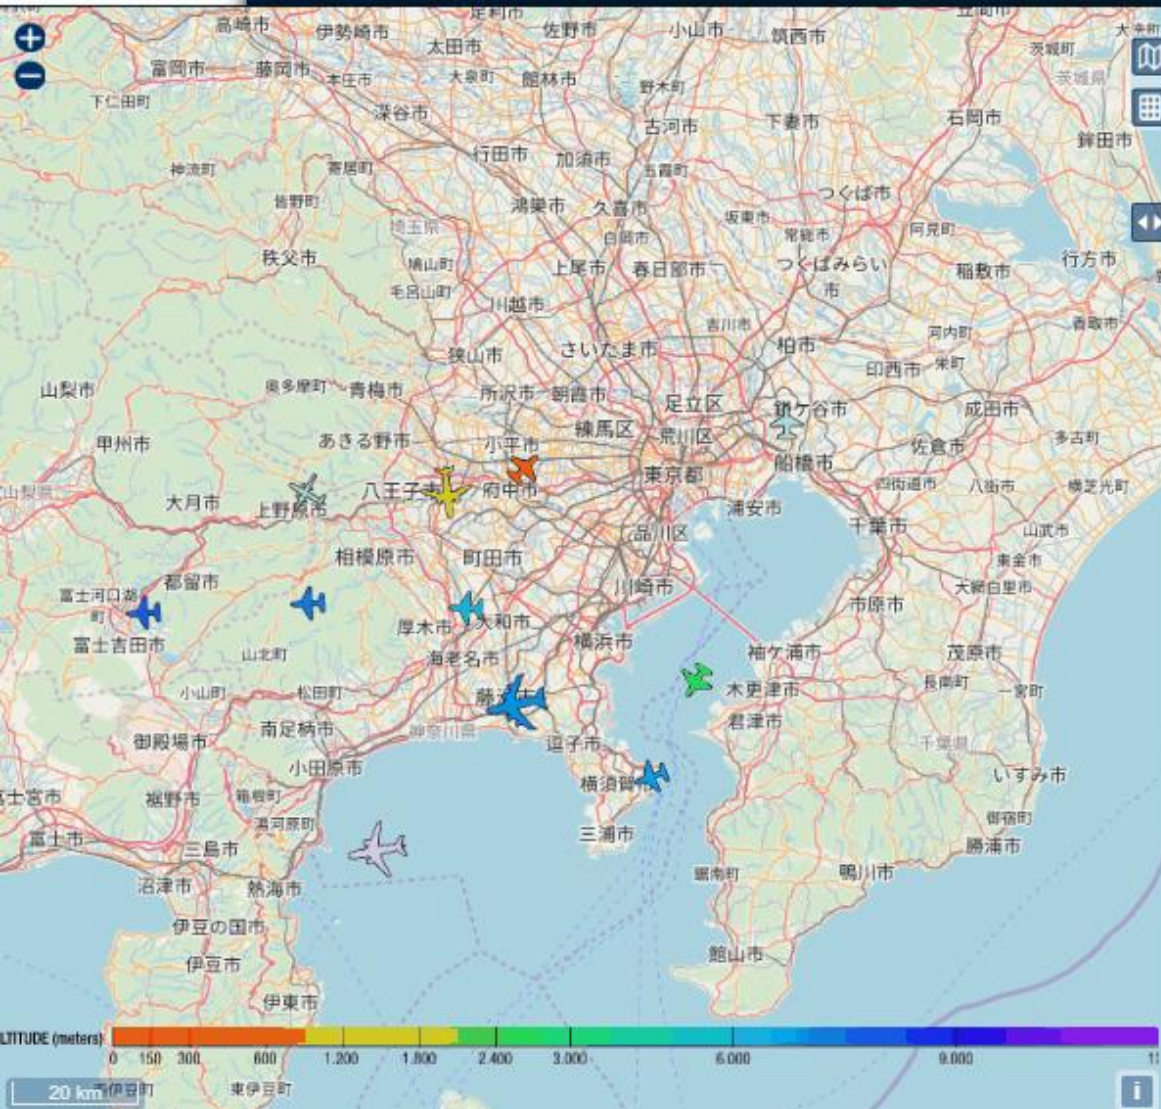 足利市
笠間市
高崎市
伊勢崎市
佐野市
小山市
筑西市
太田市
茨城町
富岡市
藤岡市
本庄市
大泉町
館林市
茨城県
野木町
下仁田町
深谷市
古河市
下妻市
石岡市
鉾田市
行田市
加須市
神流町
寄居町
五霞町
つくば市
皆野町
鴻巣市
久喜市
坂東市
埼玉県
白岡市
常総市
阿見町
秩父市
鳩山町
上尾市
春日部市
つくばみらい
市
稲敷市
行方市
毛呂山町
川越市
吉川市
河内町
香取市
狭山市
さいたま市
柏市
印西市
栄町
山梨市
奥多摩町
青梅市
所沢市
朝霞市
足立区
鎌ケ谷市
成田市
甲州市
あきる野市
小平市
練馬区
荒川区
佐倉市
多古町
山梨県
大月市
上野原市
八王子市
府中市
東京都
船橋市
四街道市
八街市
横芝光町
浦安市
品川区
千葉市
山武市
相模原市
町田市
東金市
都留市
川崎市
大網白里市
富士河口湖
町
厚木市
大和市
市原市
富士吉田市
山北町
海老名市
横浜市
袖ケ浦市
茂原市
小山町
松田町
木更津市
長南町
一宮町
南足柄市
神奈川県
君津市
御殿場市
逗子市
千葉県
小田原市
横須賀
いすみ市
富士宮市
裾野市
箱根町
湯河原町
御宿町
富士市
三島市
三浦市
勝浦市
沼津市
熱海市
鋸南町
鴨川市
伊豆の国市
伊豆市
館山市
伊東市
LTITUDE (meters)
0 150 300 600 1.200 1.800 2.400 3.000 6.000 9.000
20 km
東伊豆町
i